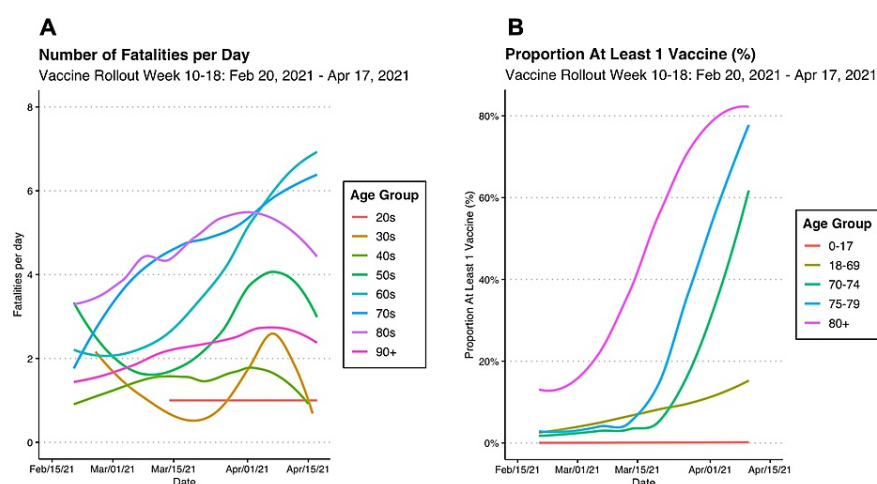 A
Number of Fatalities per Day
Vaccine Rollout Week 10-18: Feb 20, 2021 - Apr 17, 2021
8
6
4
2
0
Fatalities per day
Feb/15/21 Mar/01/21 Mar/15/21 Apr/01/21 Apr/15/21
Date
Age Group
20s
30s
40s
50s
60s
70s
80s
90+
B
Proportion At Least 1 Vaccine (%)
Vaccine Rollout Week 10-18: Feb 20, 2021 - Apr 17, 2021
80%
60%
40%
20%
0%
Proportion At Least 1 Vaccine (%)
Feb/15/21 Mar/01/21 Mar/15/21 Apr/01/21 Apr/15/21
Date
Age Group
0-17
18-69
70-74
75-79
80+